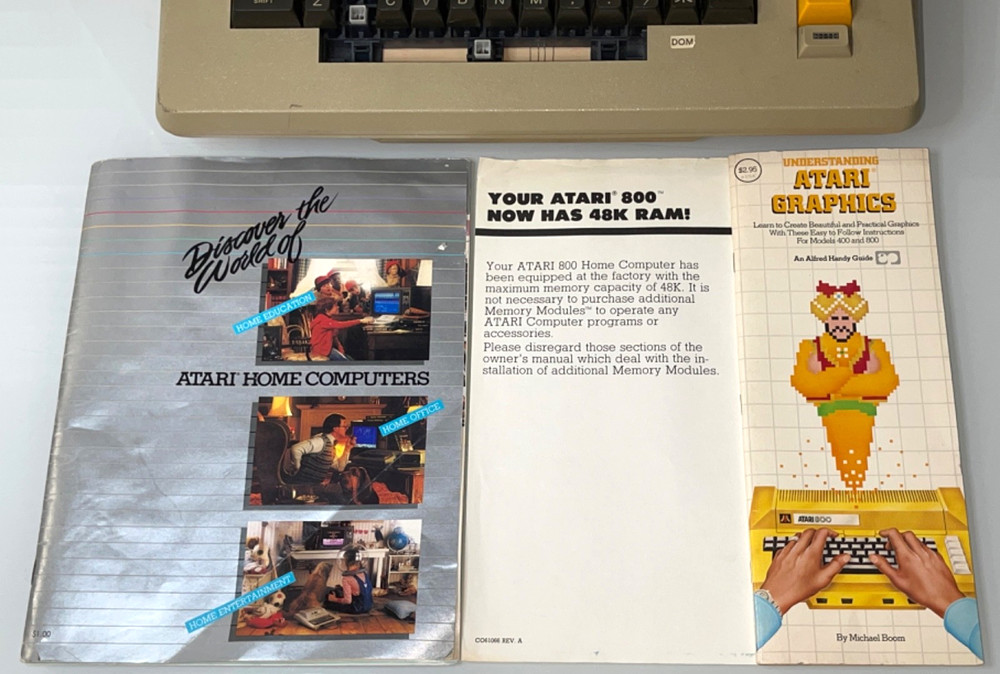 SHIFT
Z C V B N M
DOM
Discover the
World of
HOME EDUCATION
ATARI® HOME COMPUTERS
HOME OFFICE
HOME ENTERTAINMENT
$1.00
YOUR ATARI® 800™
NOW HAS 48K RAM!
Your ATARI 800 Home Computer has
been equipped at the factory with the
maximum memory capacity of 48K. It is
not necessary to purchase additional
Memory Modules™ to operate any
ATARI Computer programs or
accessories.
Please disregard those sections of the
owner's manual which deal with the in-
stallation of additional Memory Modules.
CO61066 REV. A
$2.95
UNDERSTANDING
ATARI®
GRAPHICS
Learn to Create Beautiful and Practical Graphics
With These Easy to Follow Instructions
For Models 400 and 800
An Alfred Handy Guide
ATARI 800
By Michael Boom